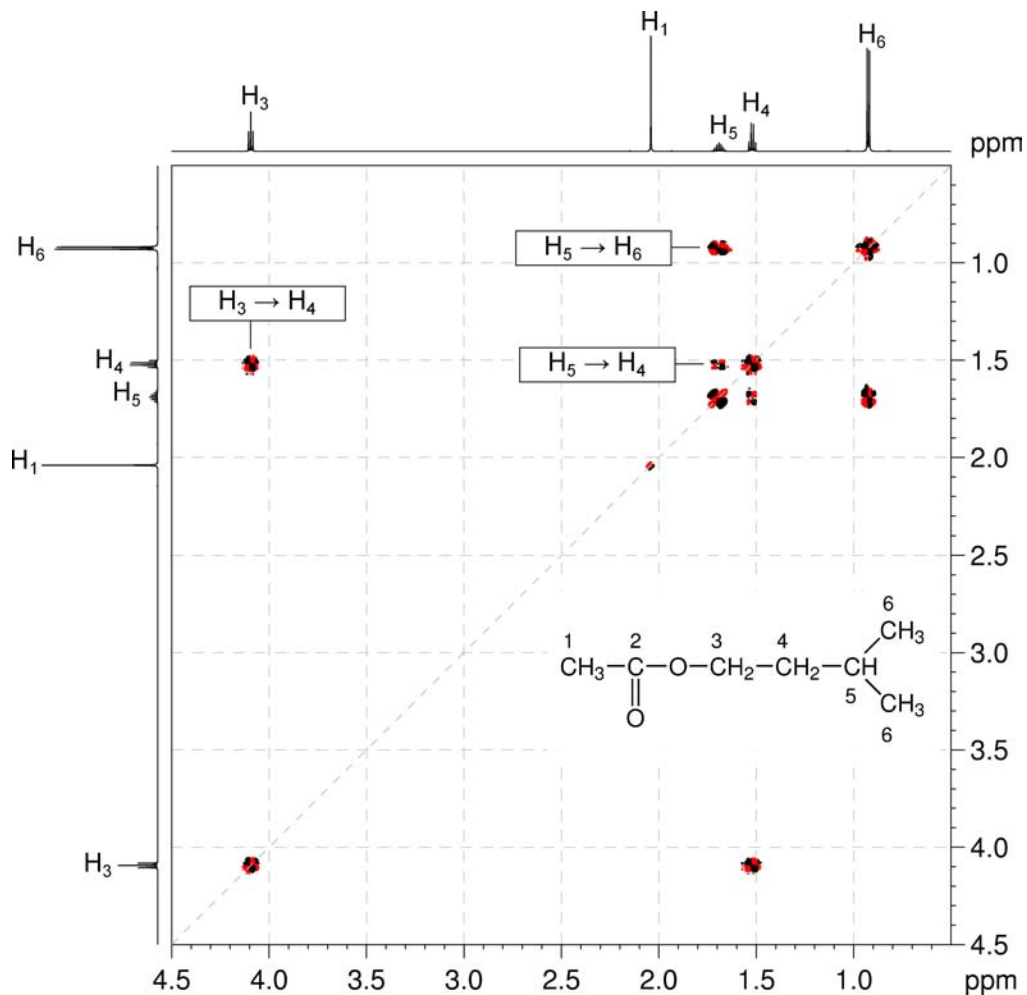 H₁
H₆
H₃
H₅
H₄
ppm
H₆
H₅ → H₆
1.0
H₃ → H₄
H₄
H₅ → H₄
1.5
H₅
H₁
2.0
2.5
6
1 2 3 4 CH₃
CH₃–C–O–CH₂–CH₂–CH
3.0
5 CH₃
O
6
3.5
H₃
4.0
4.5
4.5 4.0 3.5 3.0 2.5 2.0 1.5 1.0 ppm